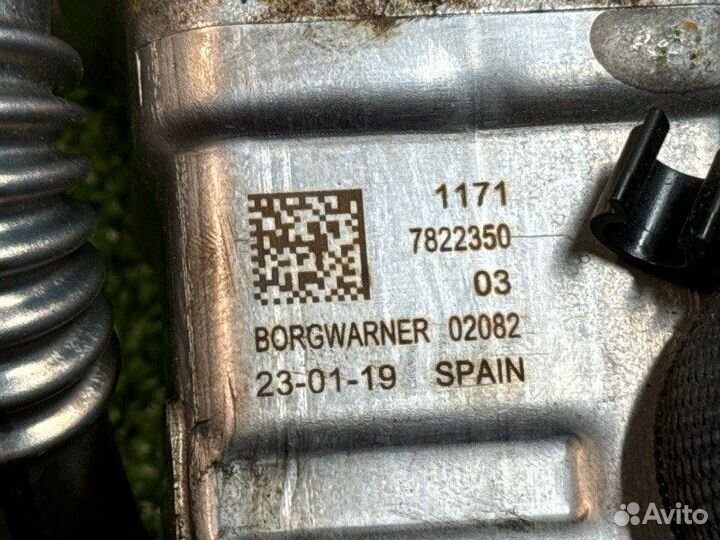 1171
7822350
03
BORGWARNER 02082
23-01-19 SPAIN
Avito